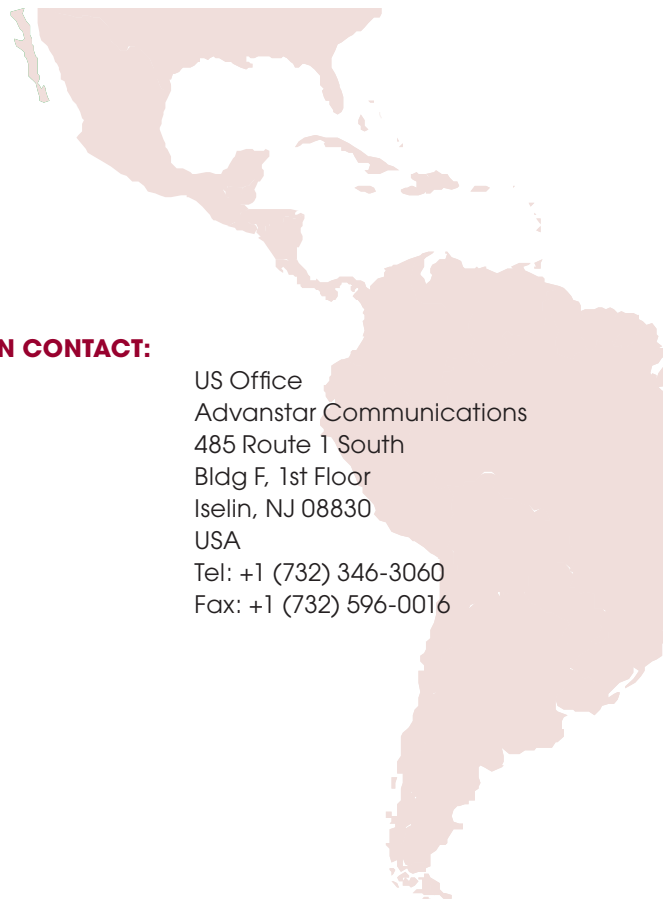 N CONTACT:
US Office
Advanstar Communications
485 Route 1 South
Bldg F, 1st Floor
Iselin, NJ 08830
USA
Tel: +1 (732) 346-3060
Fax: +1 (732) 596-0016